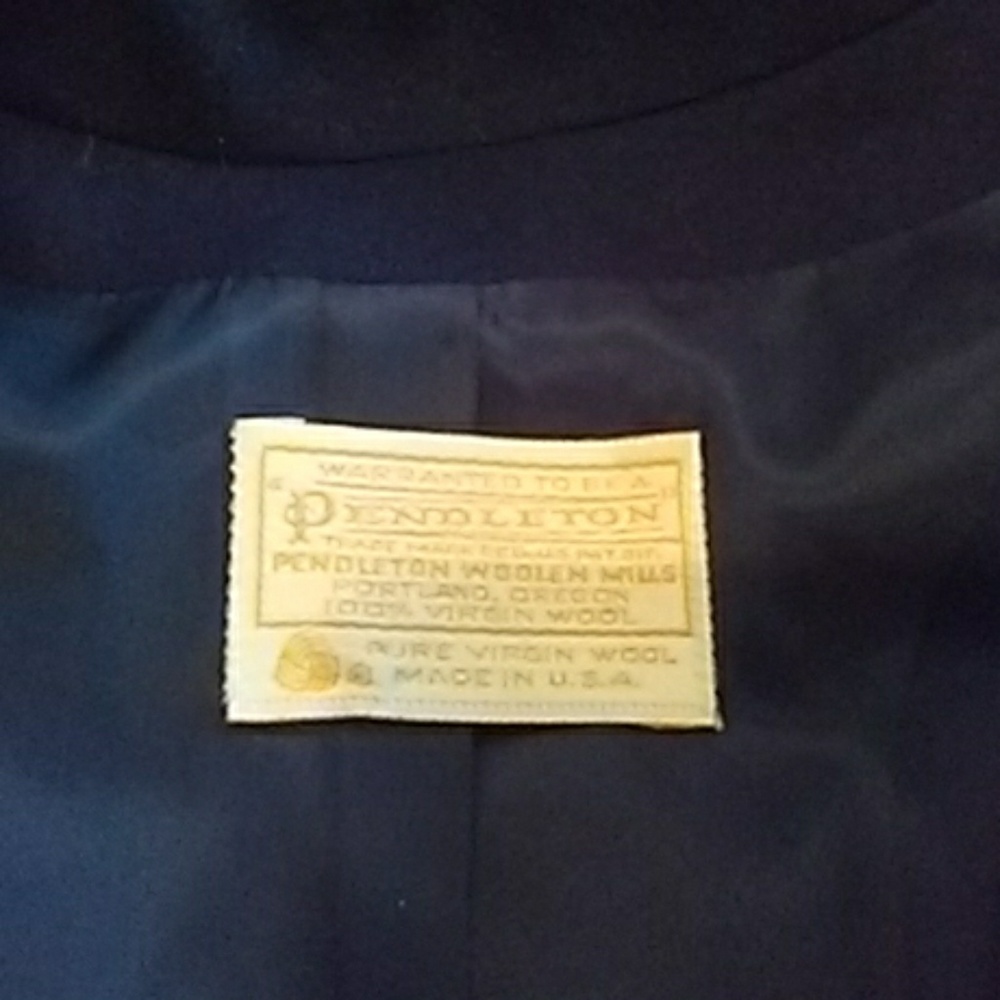 WARRANTED TO BE A
"PENDLETON"
TRADE MARK REG. U.S. PAT. OFF.
PENDLETON WOOLEN MILLS
PORTLAND, OREGON
100% VIRGIN WOOL
PURE VIRGIN WOOL
® MADE IN U.S.A.